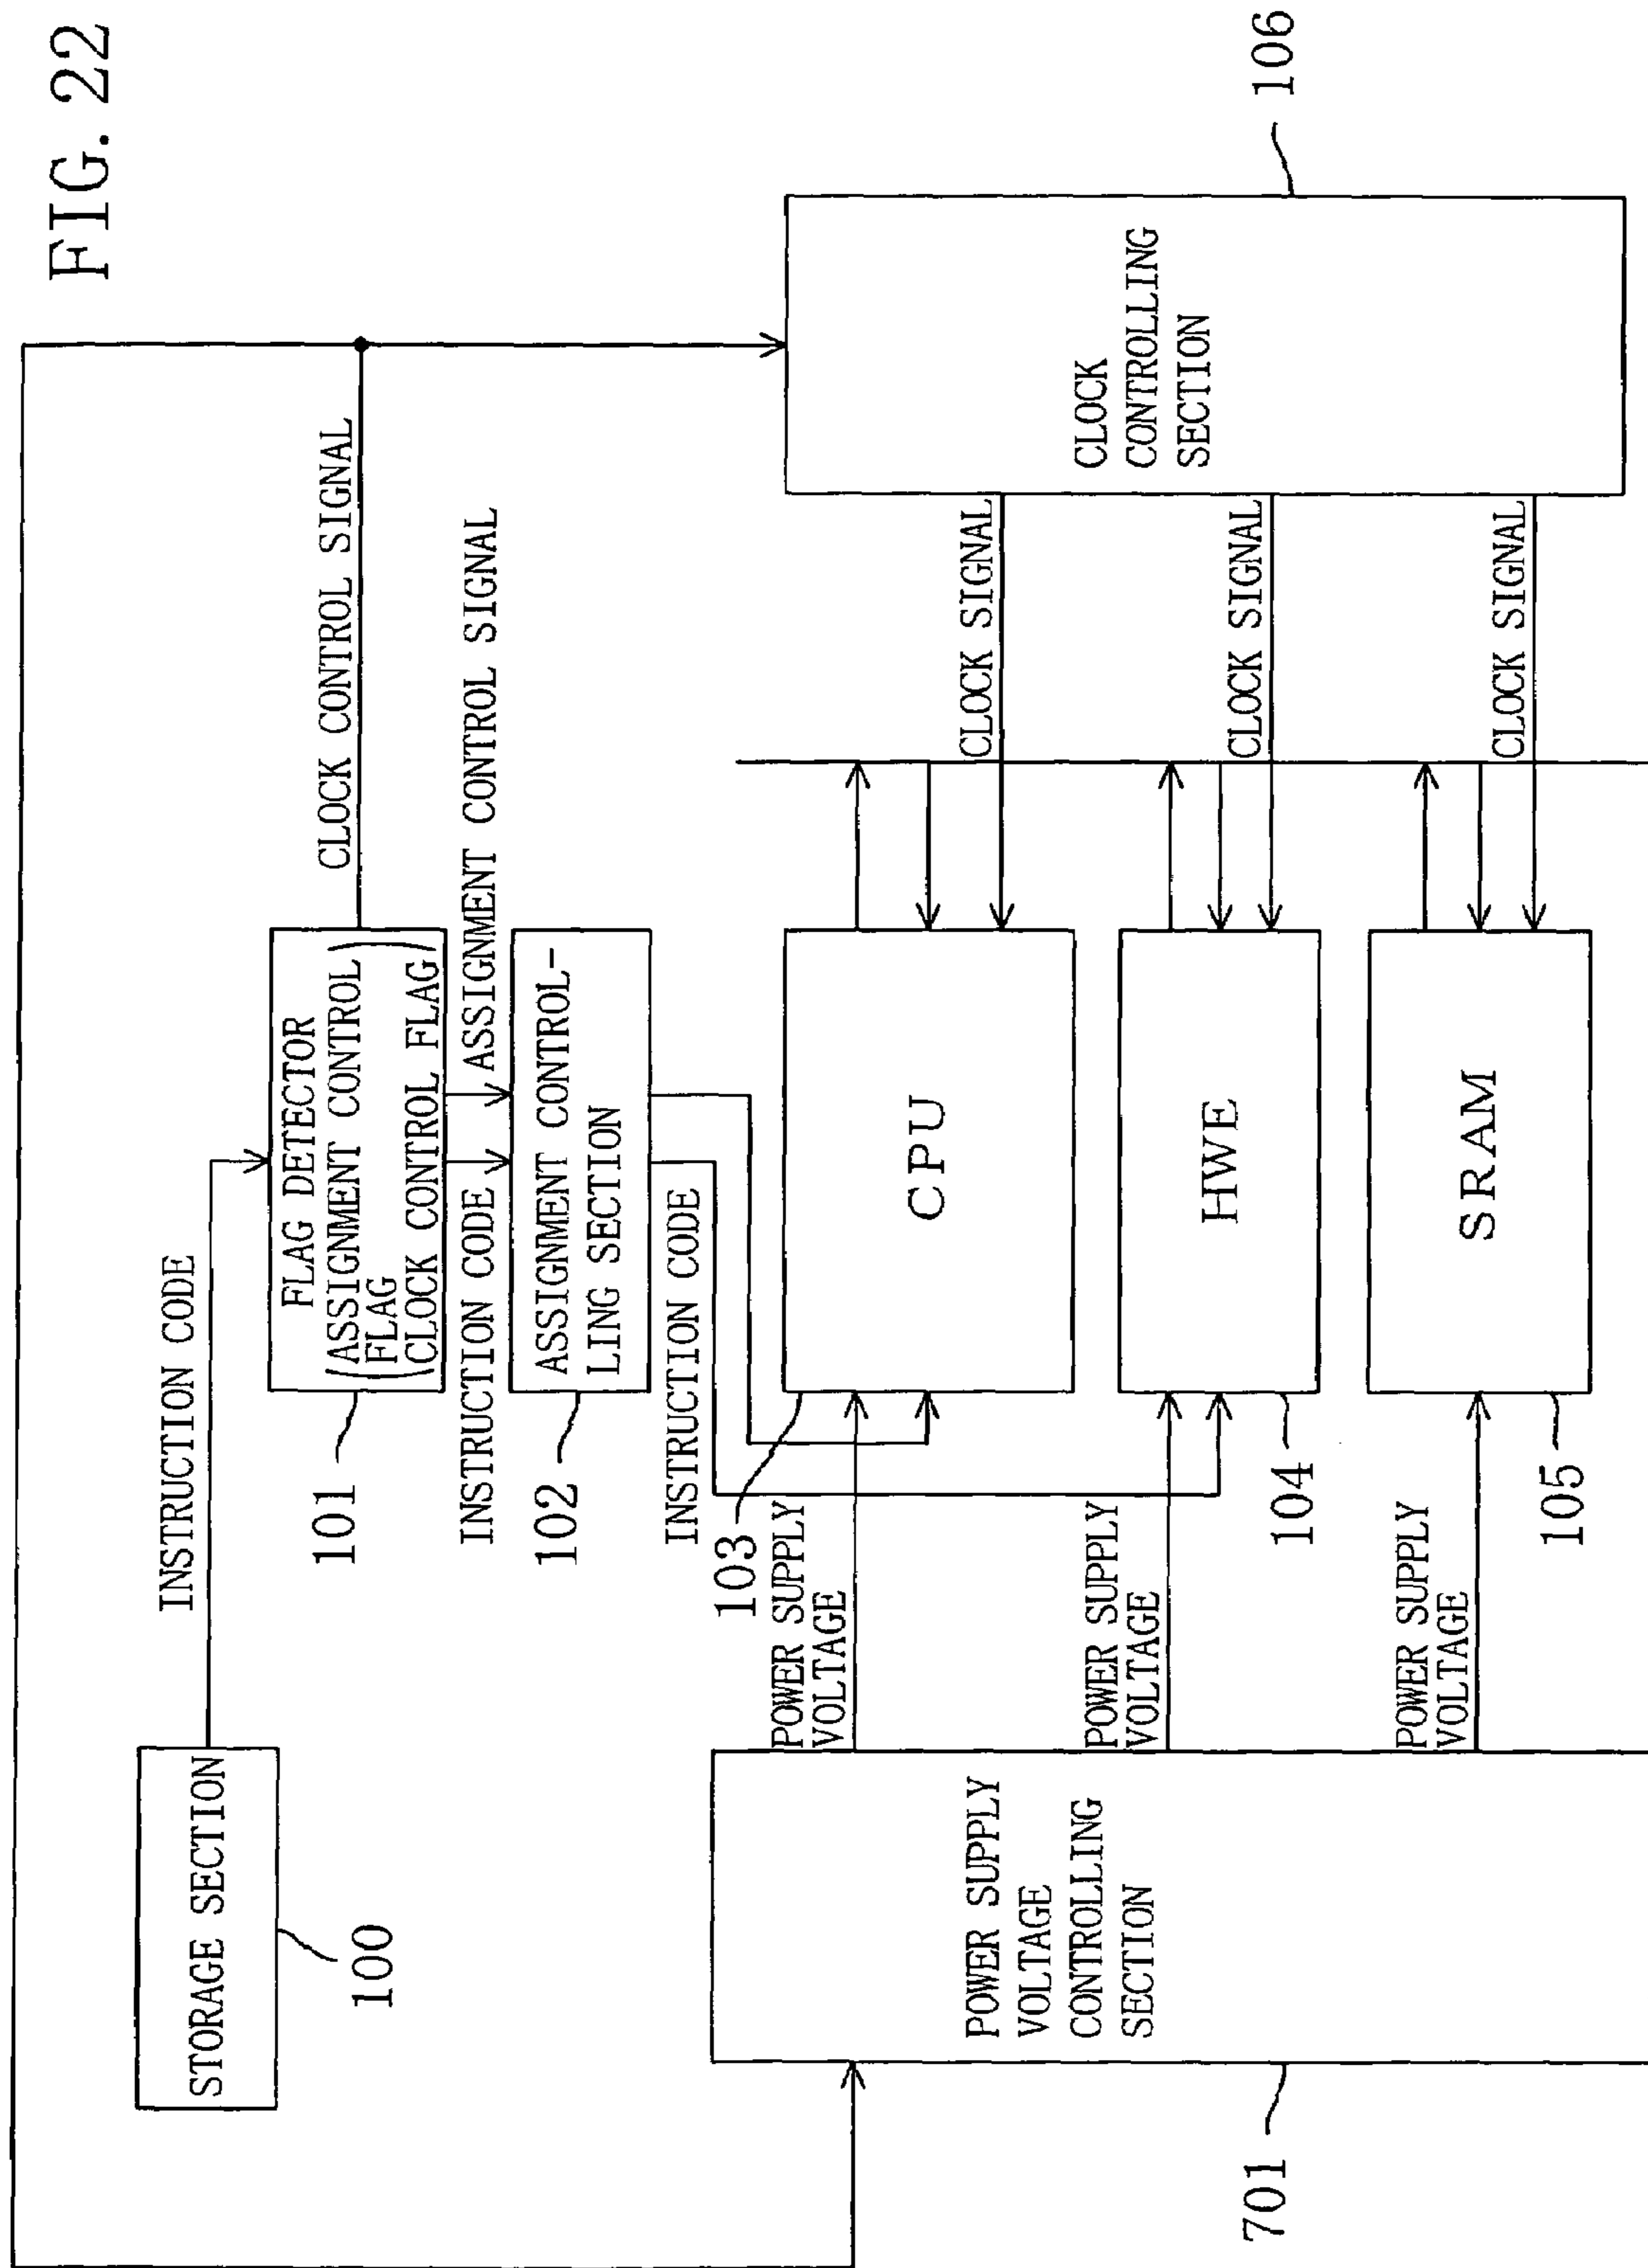 FIG. 22
INSTRUCTION CODE
CLOCK CONTROL SIGNAL
STORAGE SECTION
100
FLAG DETECTOR
(ASSIGNMENT CONTROL)
(FLAG
CLOCK CONTROL FLAG)
101
INSTRUCTION CODE
ASSIGNMENT CONTROL SIGNAL
ASSIGNMENT CONTROL-
LING SECTION
102
INSTRUCTION CODE
103
POWER SUPPLY
VOLTAGE
CPU
CLOCK SIGNAL
POWER SUPPLY
VOLTAGE
CONTROLLING
SECTION
701
CLOCK
CONTROLLING
SECTION
106
POWER SUPPLY
VOLTAGE
HWE
104
CLOCK SIGNAL
POWER SUPPLY
VOLTAGE
SRAM
105
CLOCK SIGNAL